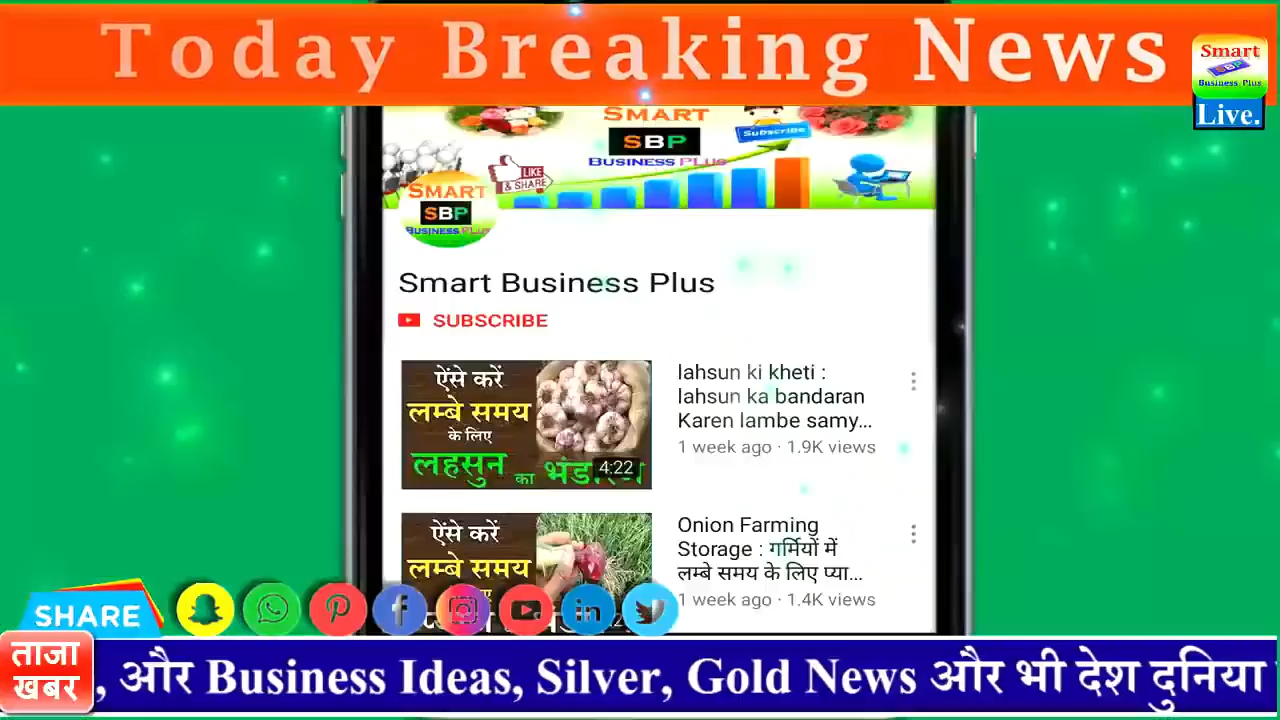 Today Breaking News
Smart
SBP
Business Plus
Live.
SMART
SBP
BUSINESS PLUS
Subscribe
LIKE
& SHARE
SMART
SBP
BUSINESS PLUS
Smart Business Plus
SUBSCRIBE
ऐंसे करें
लम्बे समय
के लिए
लहसुन का
4:22
lahsun ki kheti :
lahsun ka bandaran
Karen lambe samy...
1 week ago · 1.9K views
ऐंसे करें
लम्बे समय
Onion Farming
Storage : गर्मियों में
लम्बे समय के लिए प्या...
1 week ago · 1.4K views
SHARE
ताजा
खबर
, और Business Ideas, Silver, Gold News और भी देश दुनिया